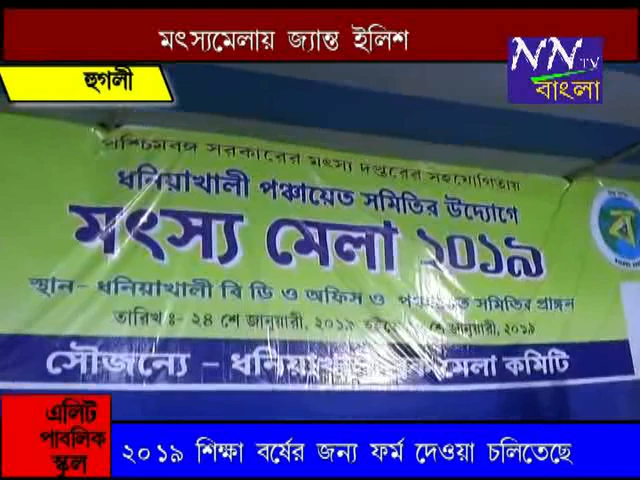 মৎস্যমেলায় জ্যান্ত ইলিশ
NN TV
বাংলা
হুগলী
পশ্চিমবঙ্গ সরকারের মৎস্য দপ্তরের সহযোগিতায়
ধনিয়াখালী পঞ্চায়েত সমিতির উদ্যোগে
মৎস্য মেলা ২০১৯
স্থান- ধনিয়াখালী বি ডি ও অফিস ও পঞ্চায়েত সমিতির প্রাঙ্গন
তারিখ ঃ- ২৪ শে জানুয়ারী, ২০১৯ শে জানুয়ারী, ২০১৯
সৌজন্যে - ধনিয়াখালী মেলা কমিটি
ব
এলিট
পাবলিক
স্কুল
২০১৯ শিক্ষা বর্ষের জন্য ফর্ম দেওয়া চলিতেছে